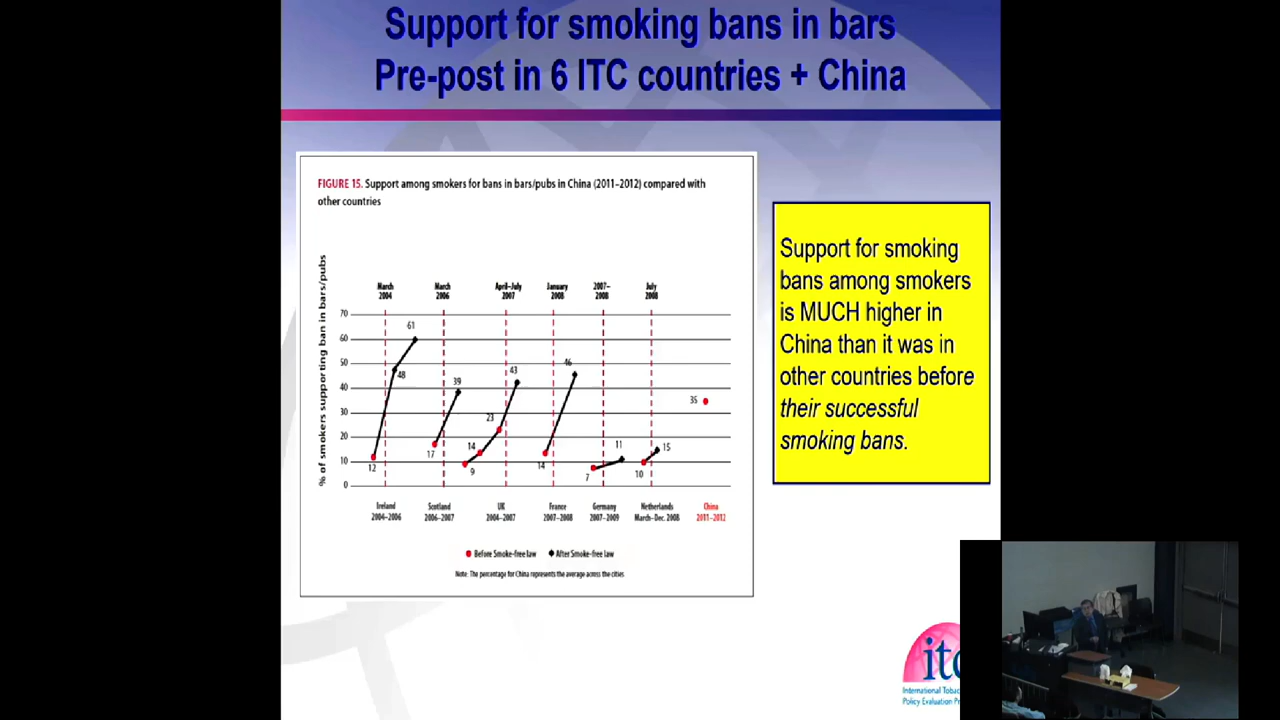 Support for smoking bans in bars
Pre-post in 6 ITC countries + China
FIGURE 15. Support among smokers for bans in bars/pubs in China (2011–2012) compared with
other countries
% of smokers supporting ban in bars/pubs
March
2004
March
2006
April–July
2007
January
2008
2007–
2008
July
2008
70
60
50
40
30
20
10
0
12
48
61
17
39
9
14
23
43
14
46
7
11
10
15
35
Ireland
2004–2006
Scotland
2006–2007
UK
2004–2007
France
2007–2008
Germany
2007–2009
Netherlands
March–Dec. 2008
China
2011–2012
Before Smoke-free law
After Smoke-free law
Note: The percentage for China represents the average across the cities
Support for smoking
bans among smokers
is MUCH higher in
China than it was in
other countries before
their successful
smoking bans.
itc
International
Policy Evaluation